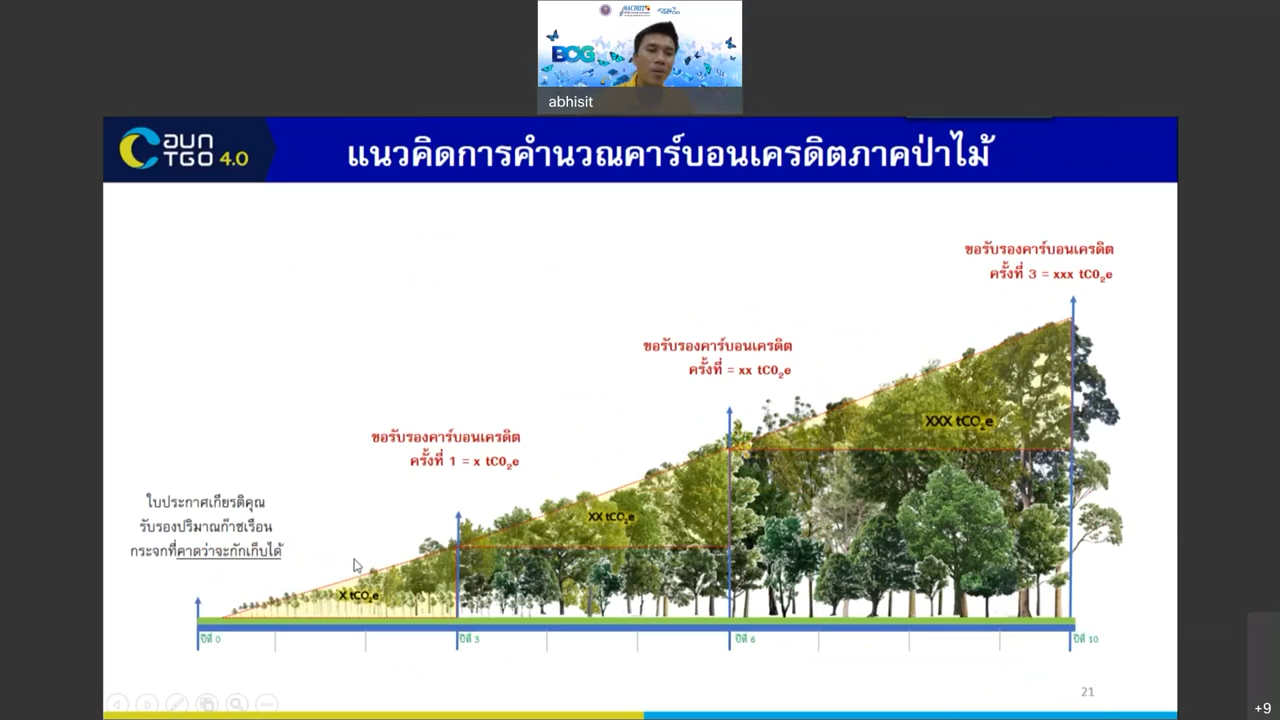 NAC2022
BCG
abhisit
อบก
TGO 4.0
แนวคิดการคำนวณคาร์บอนเครดิตภาคป่าไม้
ขอรับรองคาร์บอนเครดิต
ครั้งที่ 3 = xxx tCO₂e
ขอรับรองคาร์บอนเครดิต
ครั้งที่ = xx tCO₂e
XXX tCO₂e
ขอรับรองคาร์บอนเครดิต
ครั้งที่ 1 = x tCO₂e
ใบประกาศเกียรติคุณ
รับรองปริมาณก๊าซเรือน
กระจกที่คาดว่าจะกักเก็บได้
XX tCO₂e
X tCO₂e
ปีที่ 0
ปีที่ 3
ปีที่ 6
ปีที่ 10
21
+9